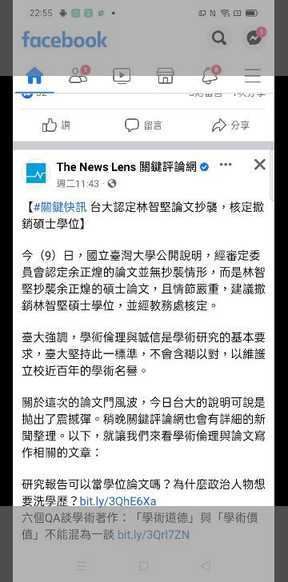 22:55
facebook
讚
留言
分享
The News Lens 關鍵評論網
週二11:43
【#關鍵快訊 台大認定林智堅論文抄襲，核定撤
銷碩士學位】
今（9）日，國立臺灣大學公開說明，經審定委
員會認定余正煌的論文並無抄襲情形，而是林智
堅抄襲余正煌的碩士論文，且情節嚴重，建議撤
銷林智堅碩士學位，並經教務處核定。
臺大強調，學術倫理與誠信是學術研究的基本要
求，臺大堅持此一標準，不會含糊以對，以維護
立校近百年的學術名譽。
關於這次的論文門風波，今日台大的說明可說是
拋出了震撼彈。稍晚關鍵評論網也會有詳細的新
聞整理。以下，就讓我們來看學術倫理與論文寫
作相關的文章：
研究報告可以當學位論文嗎？為什麼政治人物想
要洗學歷？bit.ly/3QhE6Xa
六個QA談學術著作：「學術道德」與「學術價
值」不能混為一談 bit.ly/3QrI7ZN